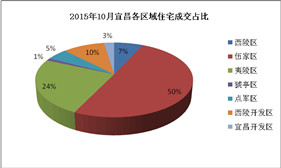 2015年10月宜昌各区域住宅成交占比
3%
7%
10%
5%
1%
24%
50%
西陵区
伍家区
夷陵区
猇亭区
点军区
西陵开发区
宜昌开发区